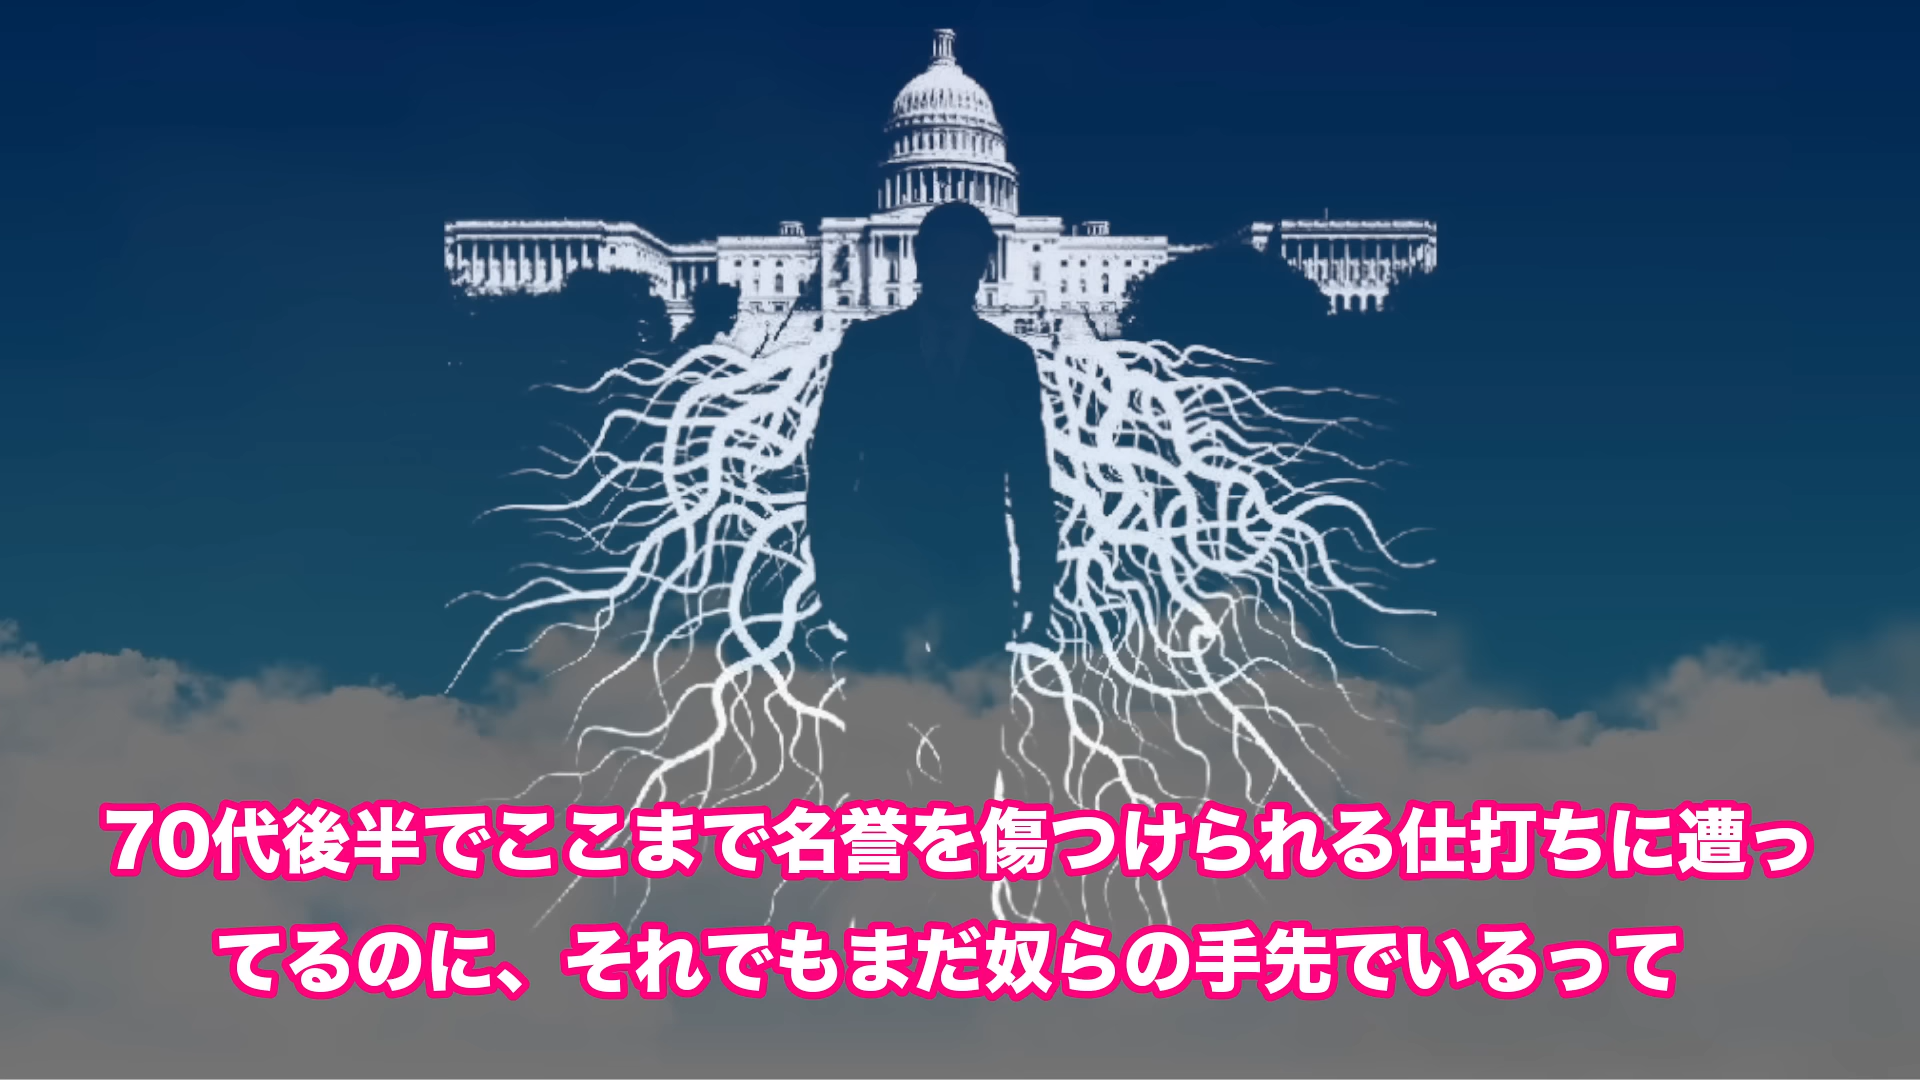 70代後半でここまで名誉を傷つけられる仕打ちに遭っ
てるのに、それでもまだ奴らの手先でいるって